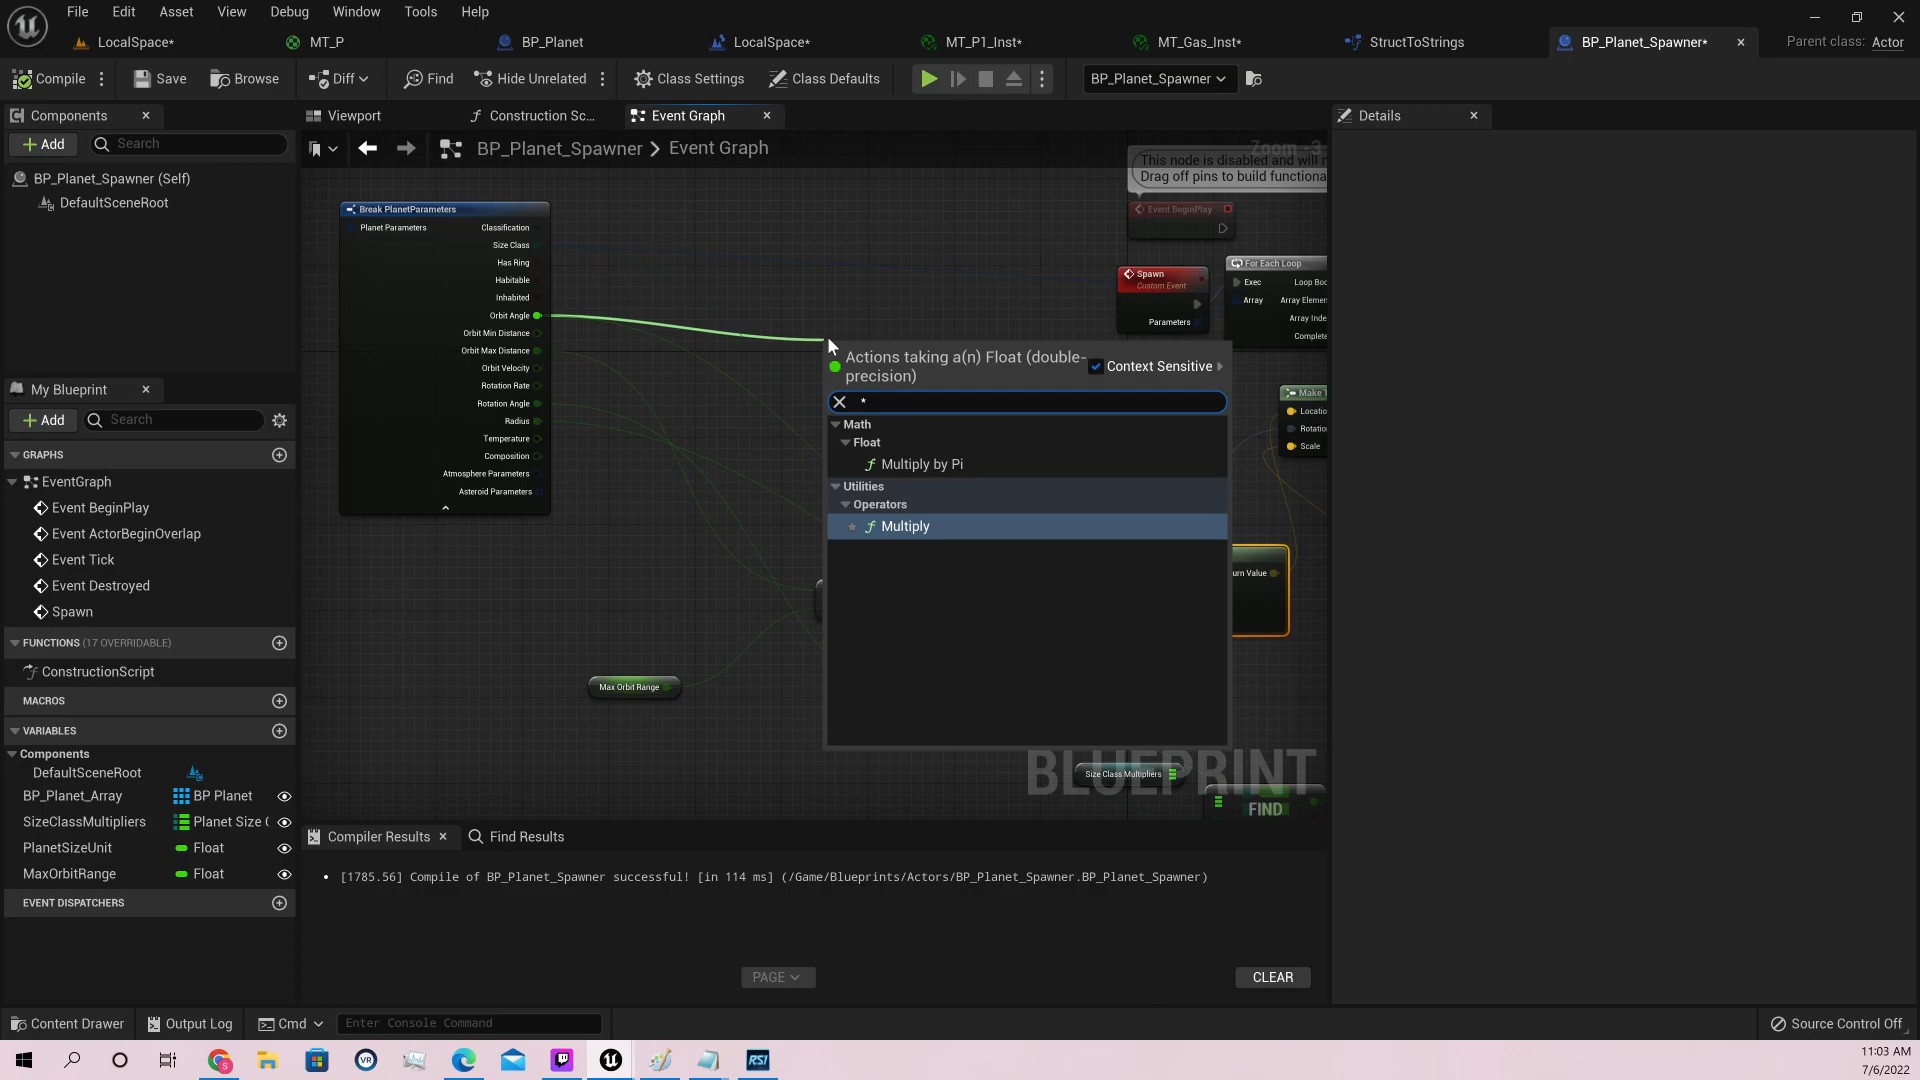 File Edit Asset View Debug Window Tools Help
LocalSpace* MT_P BP_Planet LocalSpace* MT_P1_Inst* MT_Gas_Inst* StructToStrings BP_Planet_Spawner* Parent class: Actor
Compile Save Browse Diff Find Hide Unrelated Class Settings Class Defaults BP_Planet_Spawner
Components
Add Search
BP_Planet_Spawner (Self)
DefaultSceneRoot
My Blueprint
Add Search
GRAPHS
EventGraph
Event BeginPlay
Event ActorBeginOverlap
Event Tick
Event Destroyed
Spawn
FUNCTIONS (17 OVERRIDABLE)
ConstructionScript
MACROS
VARIABLES
Components
DefaultSceneRoot
BP_Planet_Array BP Planet
SizeClassMultipliers Planet Size
PlanetSizeUnit Float
MaxOrbitRange Float
EVENT DISPATCHERS
Viewport Construction Sc... Event Graph
BP_Planet_Spawner > Event Graph
Zoom -3
Break PlanetParameters
Planet Parameters Classification
Size Class
Has Ring
Habitable
Inhabited
Orbit Angle
Orbit Min Distance
Orbit Max Distance
Orbit Velocity
Rotation Rate
Rotation Angle
Radius
Temperature
Composition
Atmosphere Parameters
Asteroid Parameters
Max Orbit Range
This node is disabled and will
Drag off pins to build functiona
Event BeginPlay
Spawn
Custom Event
Parameters
For Each Loop
Exec Loop Bo
Array Array Elemen
Array Inde
Complete
Actions taking a(n) Float (double-
precision)
Context Sensitive
*
Math
Float
Multiply by Pi
Utilities
Operators
Multiply
Make
Locatio
Rotatio
Scale
urn Value
BLUEPRINT
Size Class Multipliers
FIND
Compiler Results Find Results
[1785.56] Compile of BP_Planet_Spawner successful! [in 114 ms] (/Game/Blueprints/Actors/BP_Planet_Spawner.BP_Planet_Spawner)
PAGE CLEAR
Details
Content Drawer Output Log Cmd Enter Console Command Source Control Off
VR
RSI
11:03 AM
7/6/2022